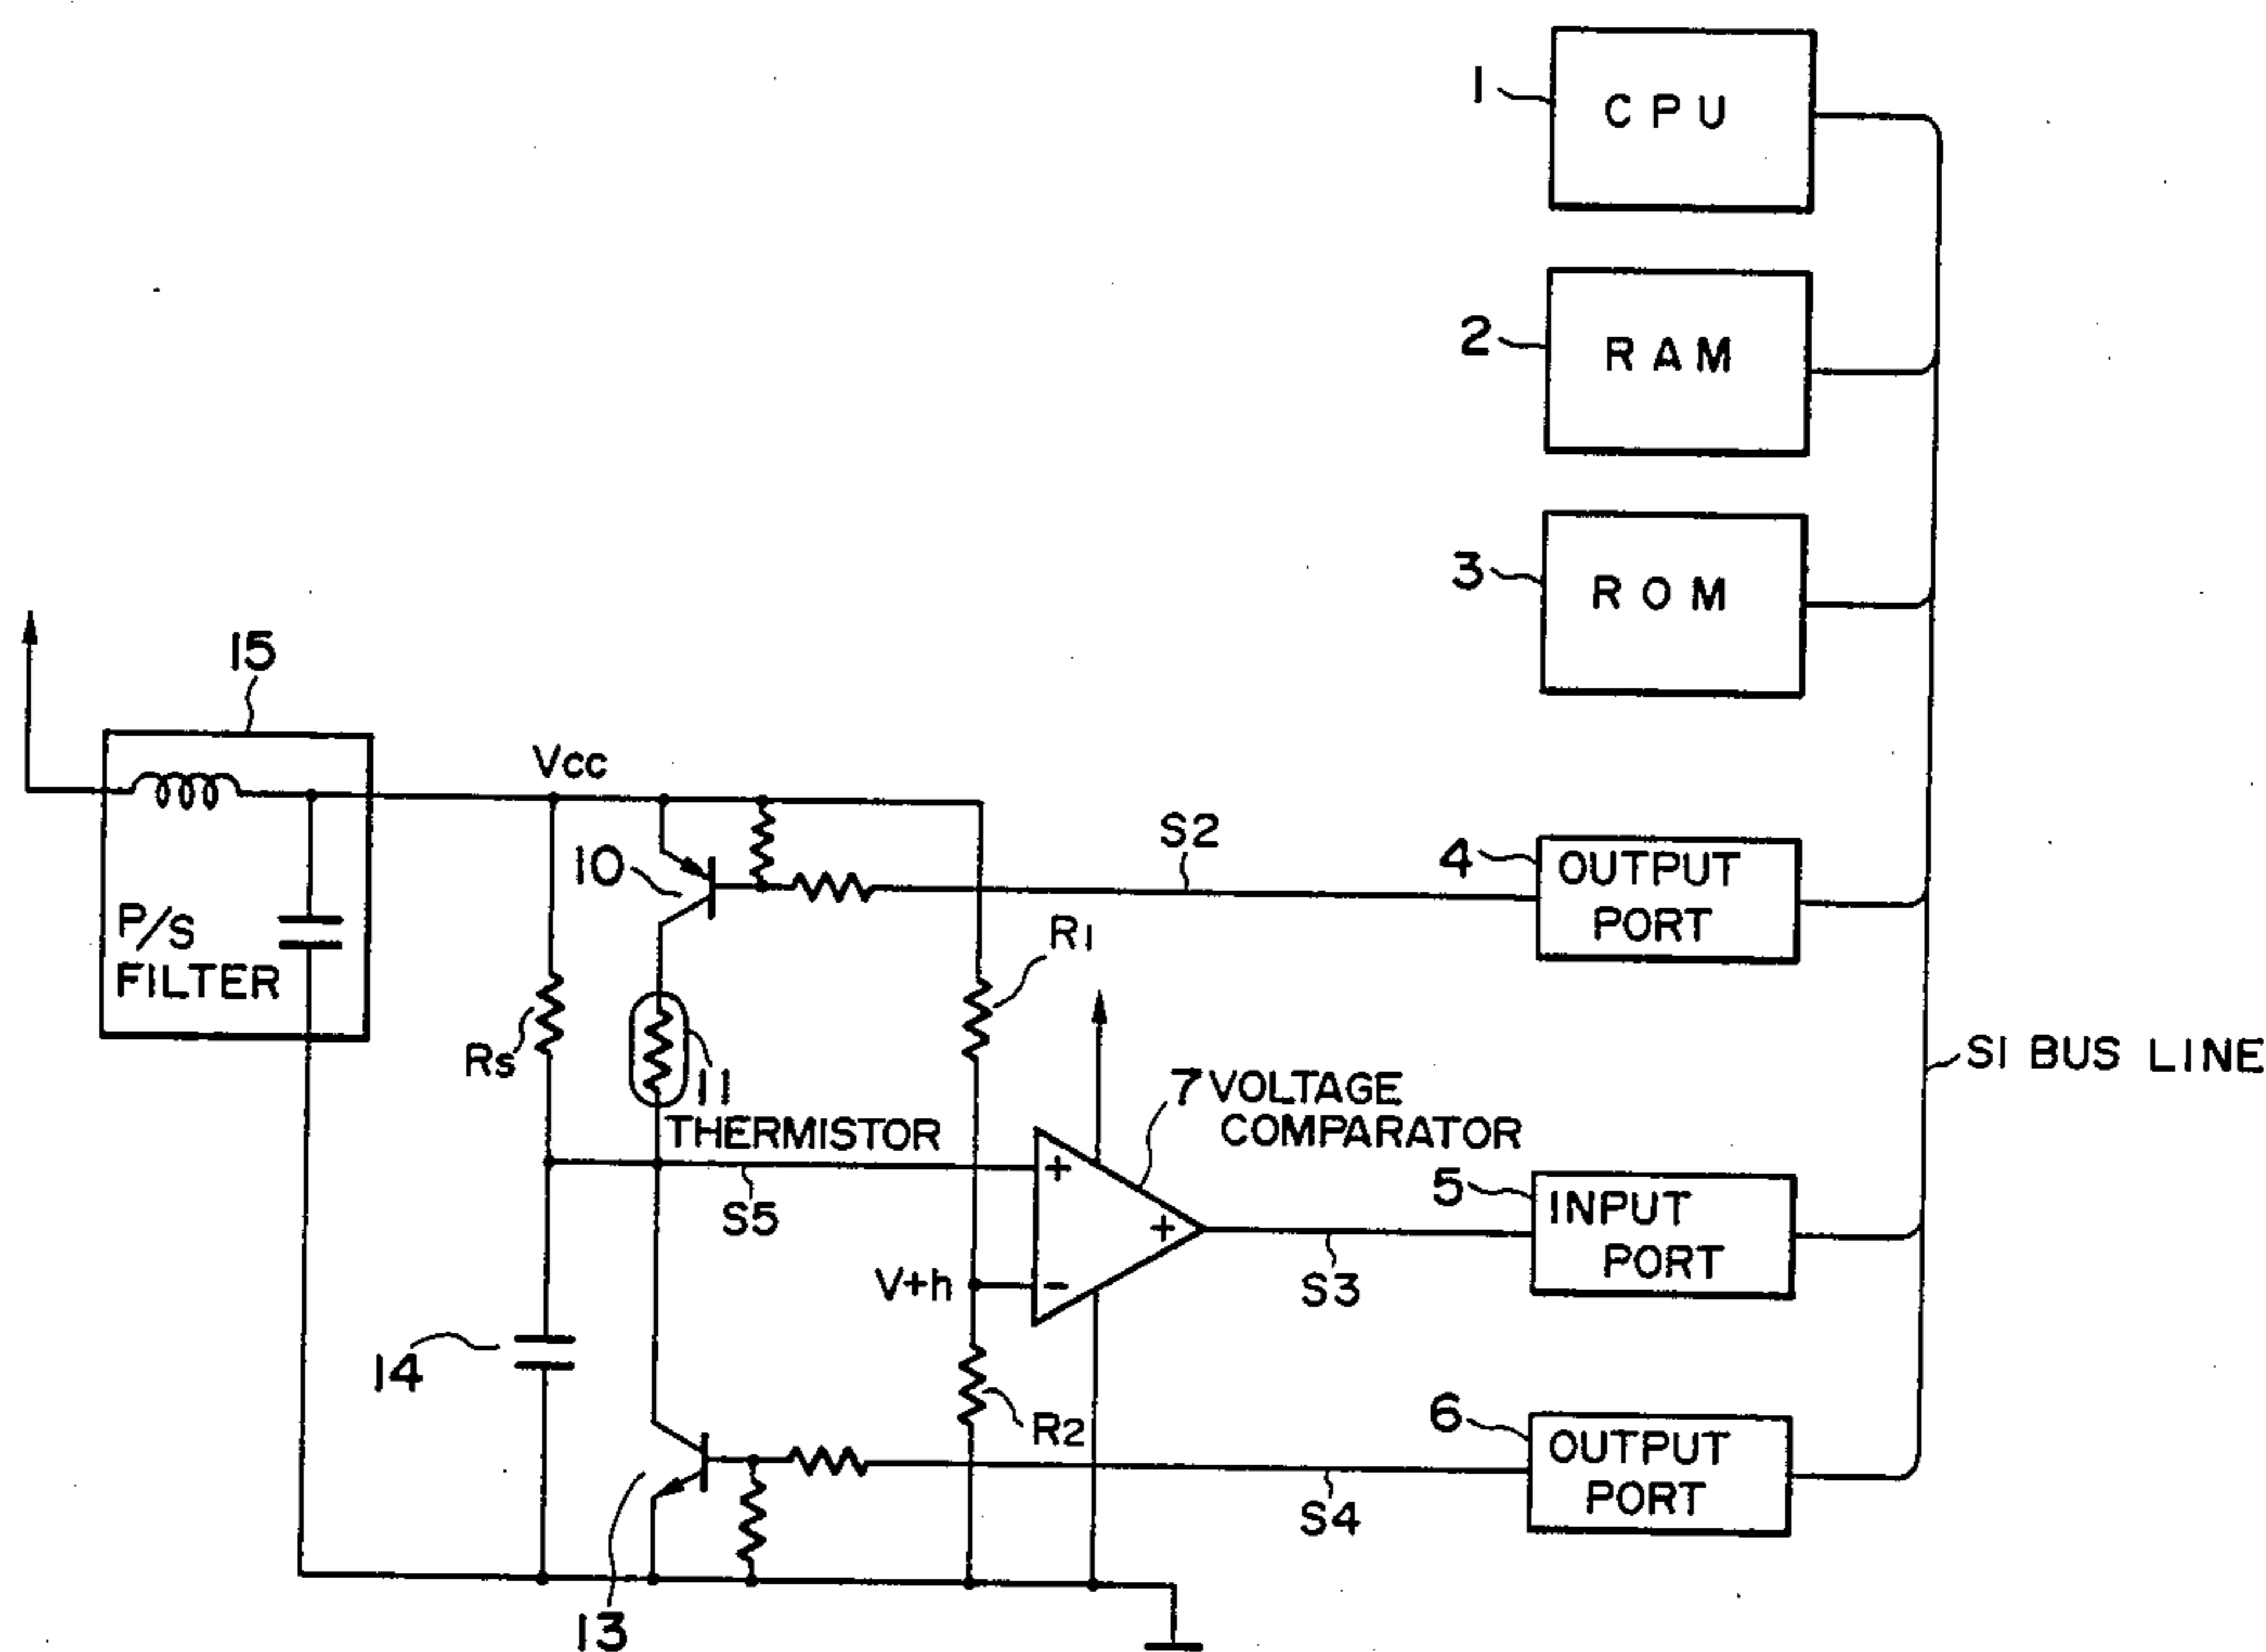 1
CPU
2
RAM
3
ROM
15
Vcc
P/S
FILTER
10
S2
4
OUTPUT
PORT
R1
Rs
11
THERMISTOR
7 VOLTAGE
COMPARATOR
S1 BUS LINE
+
S5
+
5
INPUT
PORT
V+h
-
S3
14
R2
6
OUTPUT
PORT
S4
13